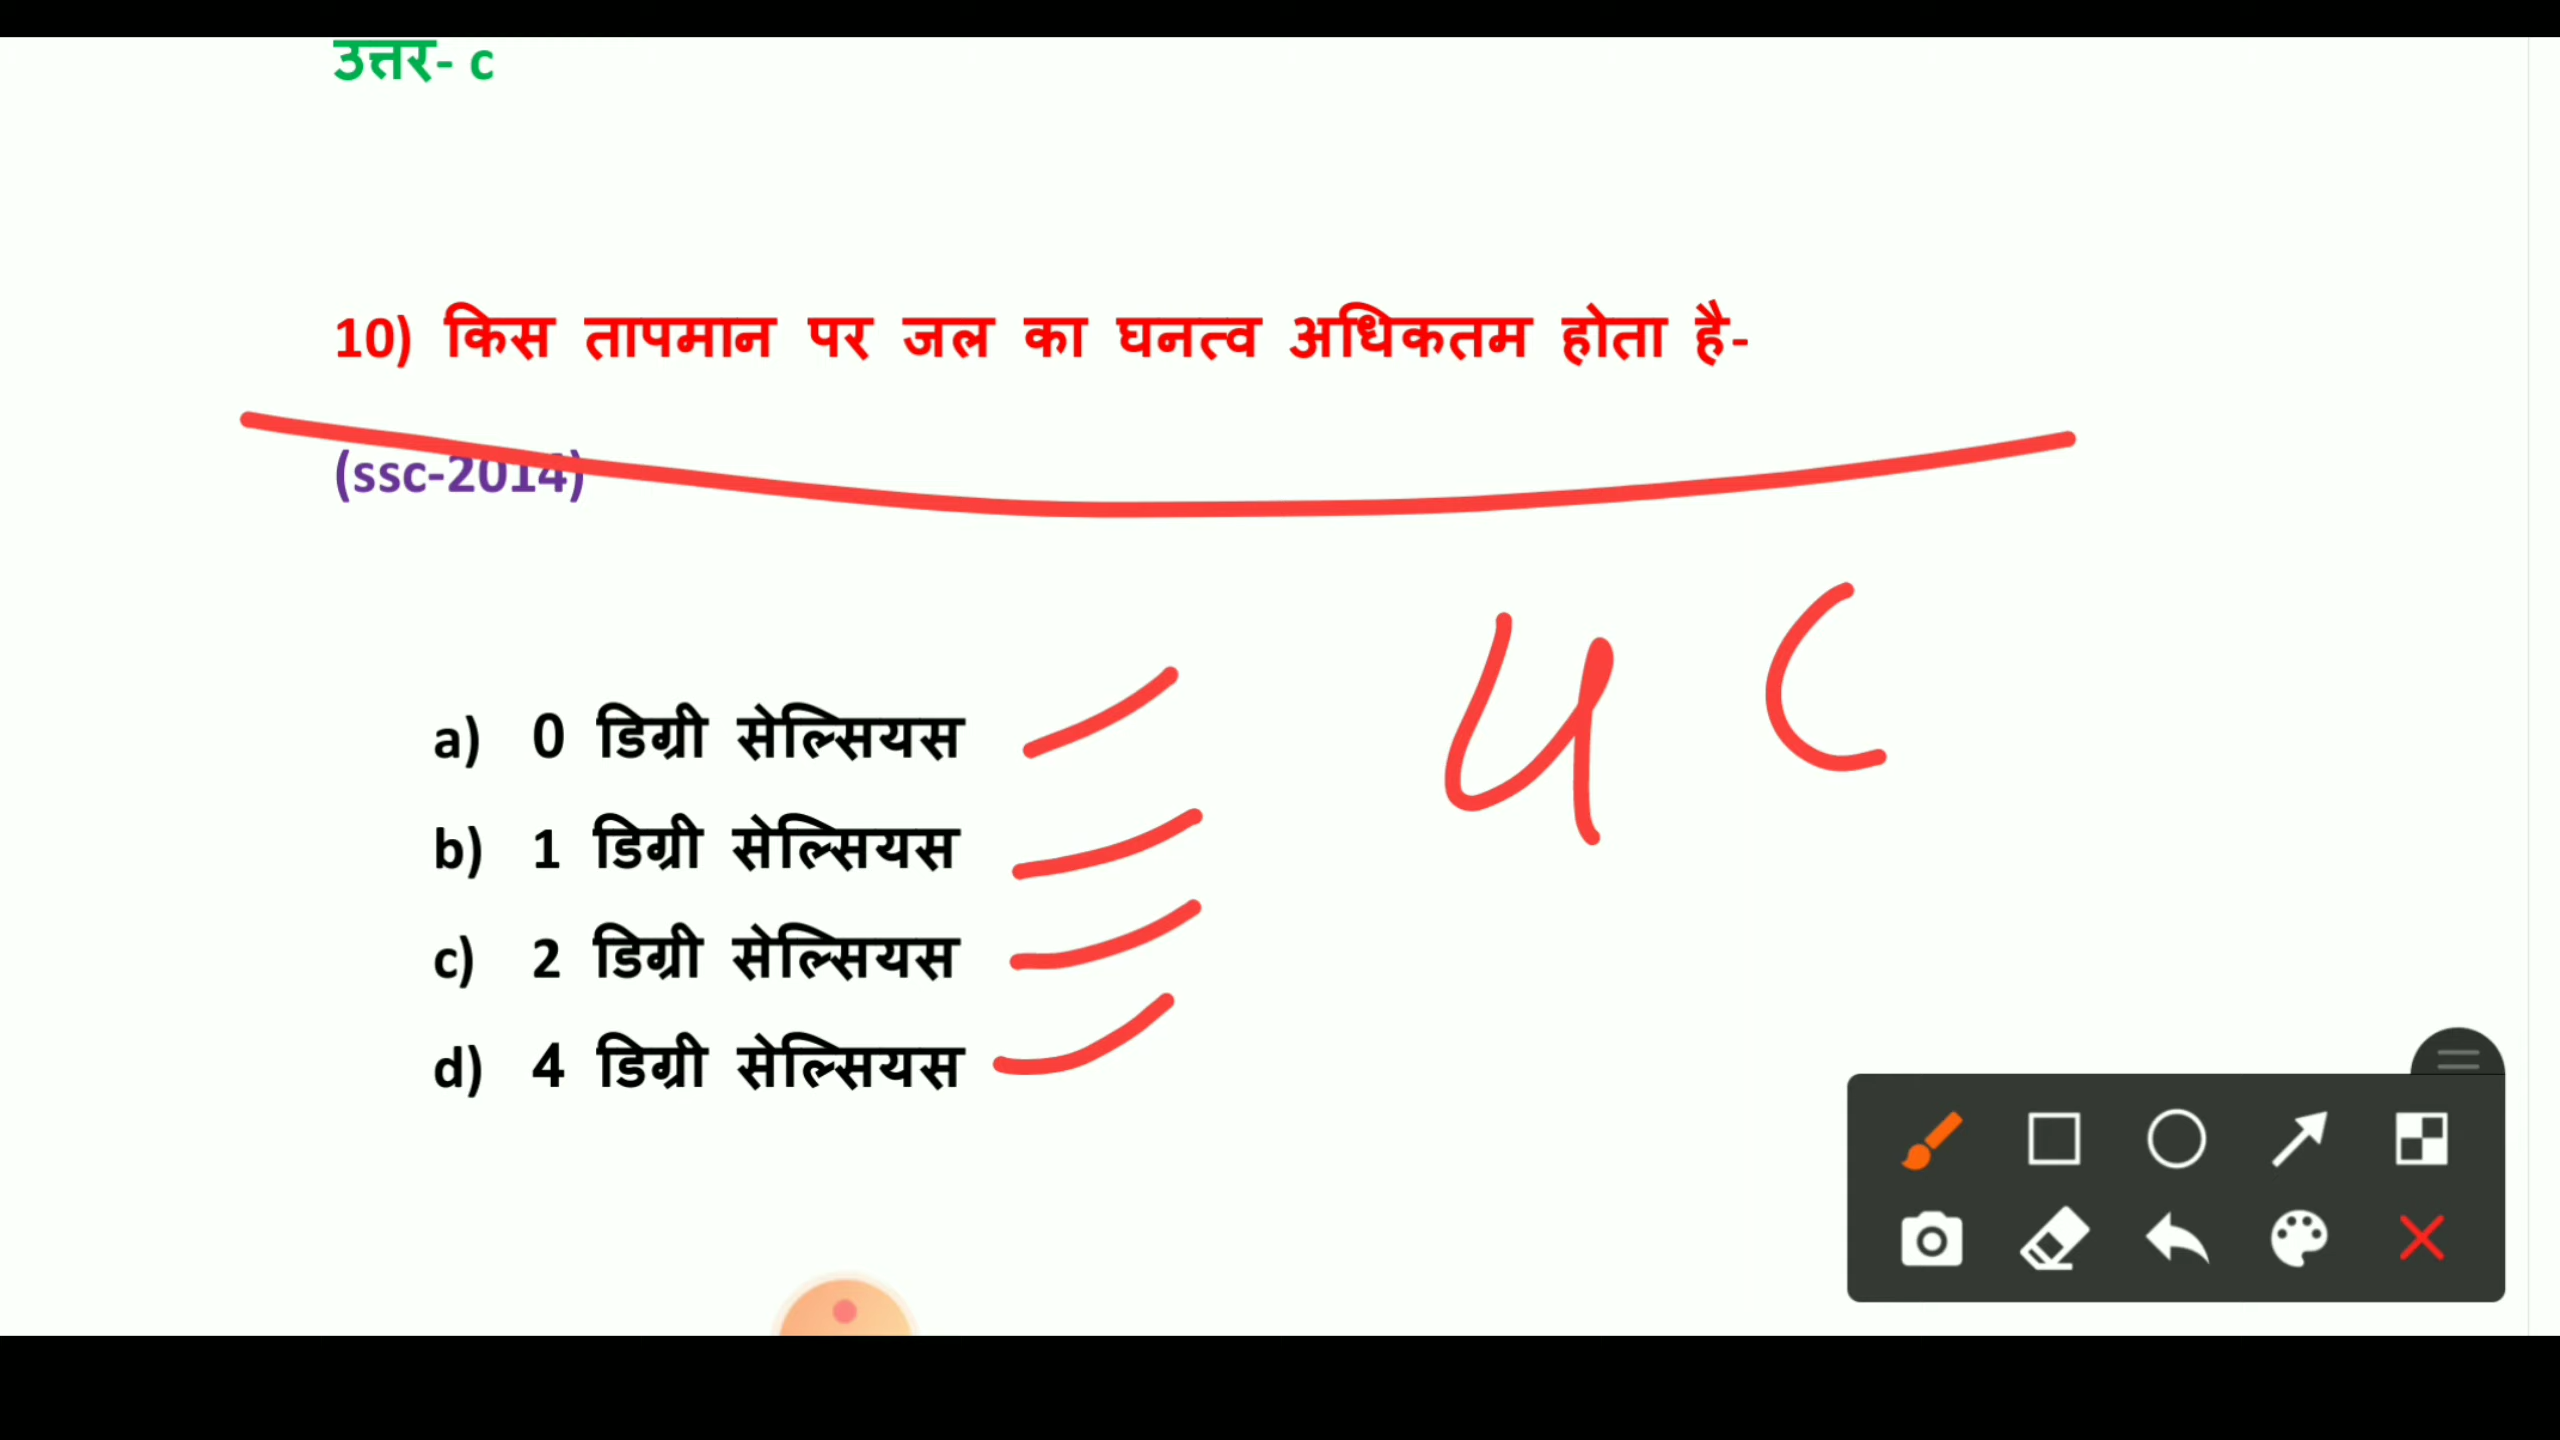 उत्तर- c
10) किस तापमान पर जल का घनत्व अधिकतम होता है-
(ssc-2014)
4 C
a) 0 डिग्री सेल्सियस
b) 1 डिग्री सेल्सियस
c) 2 डिग्री सेल्सियस
d) 4 डिग्री सेल्सियस